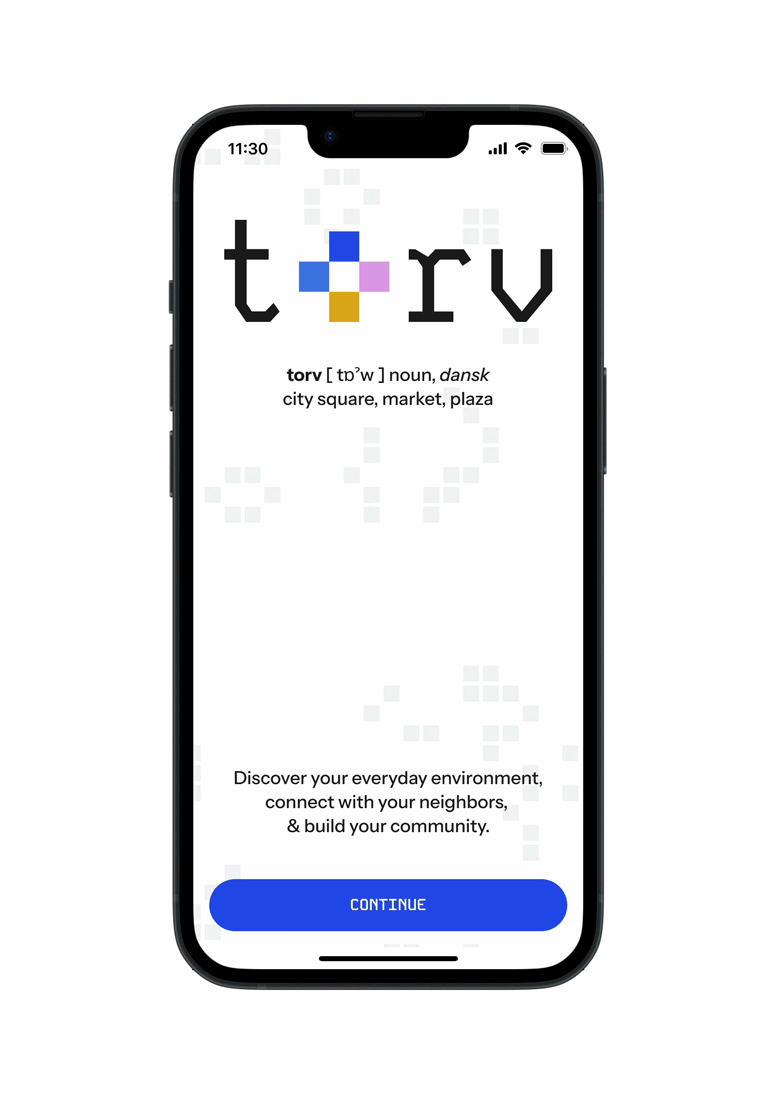 11:30
torv
torv [ tɒˀw ] noun, dansk
city square, market, plaza
Discover your everyday environment,
connect with your neighbors,
& build your community.
CONTINUE